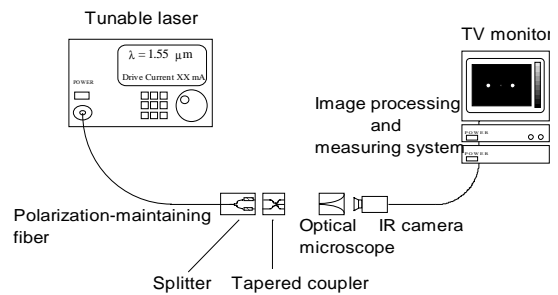 Tunable laser
λ = 1.55 μm
Drive Current XX mA
POWER
TV monitor
Image processing
and
measuring system
POWER
POWER
Polarization-maintaining
fiber
Optical
microscope
IR camera
Splitter
Tapered coupler